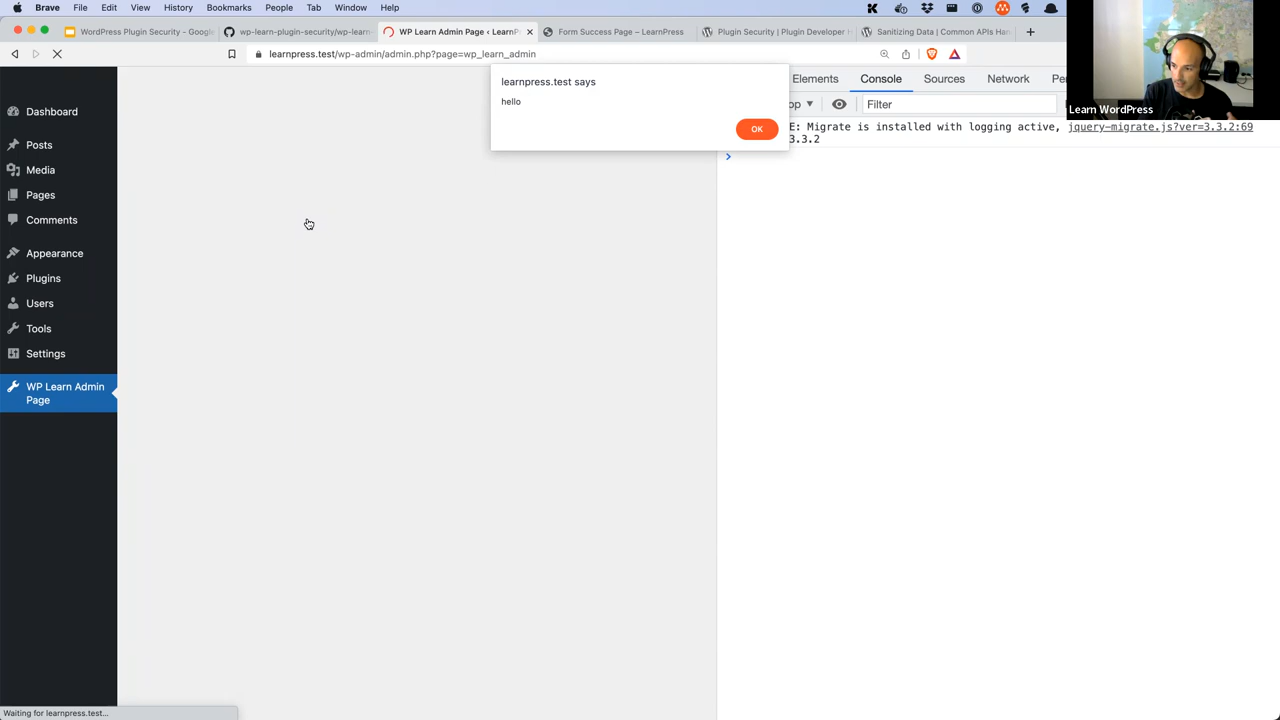 Brave File Edit View History Bookmarks People Tab Window Help
WordPress Plugin Security - Googl
wp-learn-plugin-security/wp-learn
WP Learn Admin Page ‹ LearnP
Form Success Page – LearnPress
Plugin Security | Plugin Developer H
Sanitizing Data | Common APIs Han
learnpress.test/wp-admin/admin.php?page=wp_learn_admin
learnpress.test says
hello
OK
Elements Console Sources Network Pe
op Filter
E: Migrate is installed with logging active, jquery-migrate.js?ver=3.3.2:69
3.3.2
Learn WordPress
Dashboard
Posts
Media
Pages
Comments
Appearance
Plugins
Users
Tools
Settings
WP Learn Admin
Page
Waiting for learnpress.test...